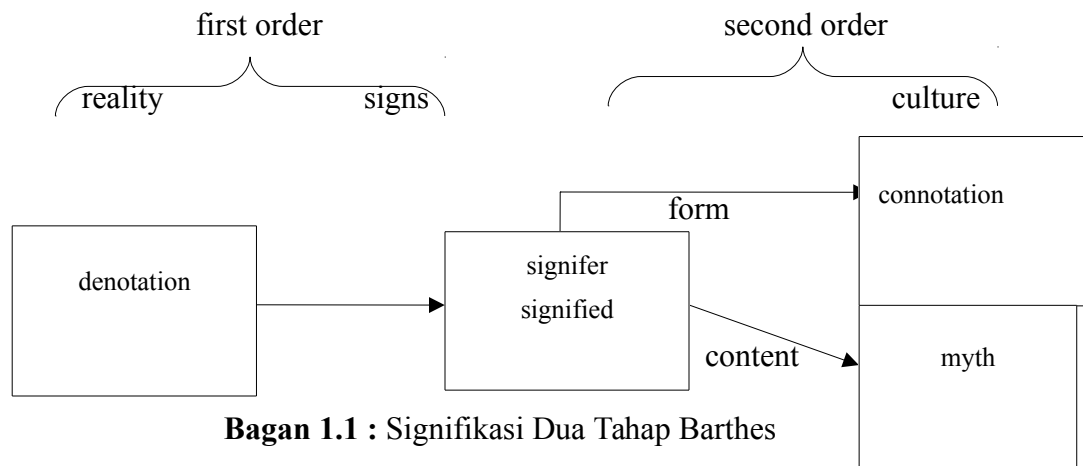 first order second order
reality signs culture
connotation
form
denotation
signifer
signified
content
myth
Bagan 1.1 : Signifikasi Dua Tahap Barthes